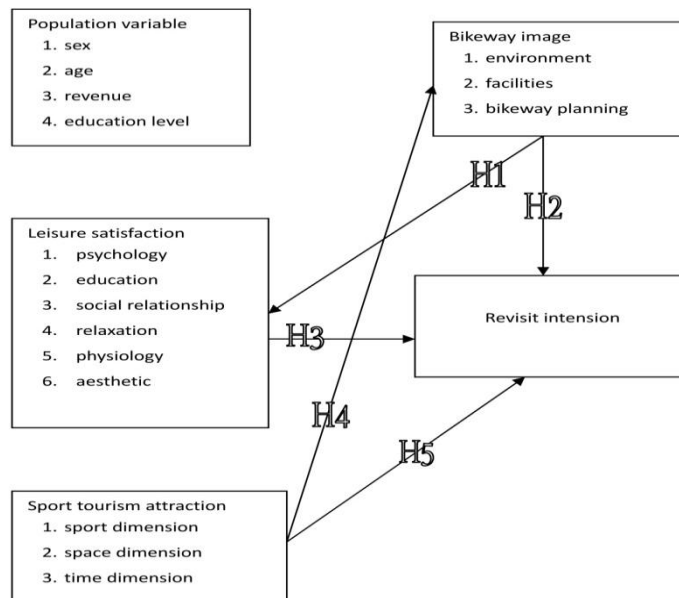 Population variable
1. sex
2. age
3. revenue
4. education level
Bikeway image
1. environment
2. facilities
3. bikeway planning
H1
H2
Leisure satisfaction
1. psychology
2. education
3. social relationship
4. relaxation
5. physiology
6. aesthetic
Revisit intension
H3
H4
H5
Sport tourism attraction
1. sport dimension
2. space dimension
3. time dimension